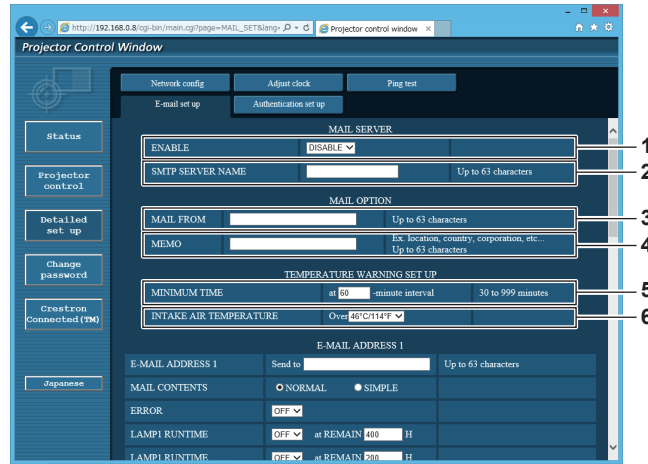 http://192.168.0.8/cgi-bin/main.cgi?page=MAIL_SET&lang=
Projector control window
Projector Control Window
Network config Adjust clock Ping test
E-mail set up Authentication set up
Status
Projector control
Detailed set up
Change password
Crestron Connected(TM)
Japanese
MAIL SERVER
ENABLE DISABLE 1
SMTP SERVER NAME Up to 63 characters 2
MAIL OPTION
MAIL FROM Up to 63 characters 3
MEMO Ex. location, country, corporation, etc...
Up to 63 characters 4
TEMPERATURE WARNING SET UP
MINIMUM TIME at 60 -minute interval 30 to 999 minutes 5
INTAKE AIR TEMPERATURE Over 46°C/114°F 6
E-MAIL ADDRESS 1
E-MAIL ADDRESS 1 Send to Up to 63 characters
MAIL CONTENTS NORMAL SIMPLE
ERROR OFF
LAMP1 RUNTIME OFF at REMAIN 400 H
LAMP1 RUNTIME OFF at REMAIN 200 H